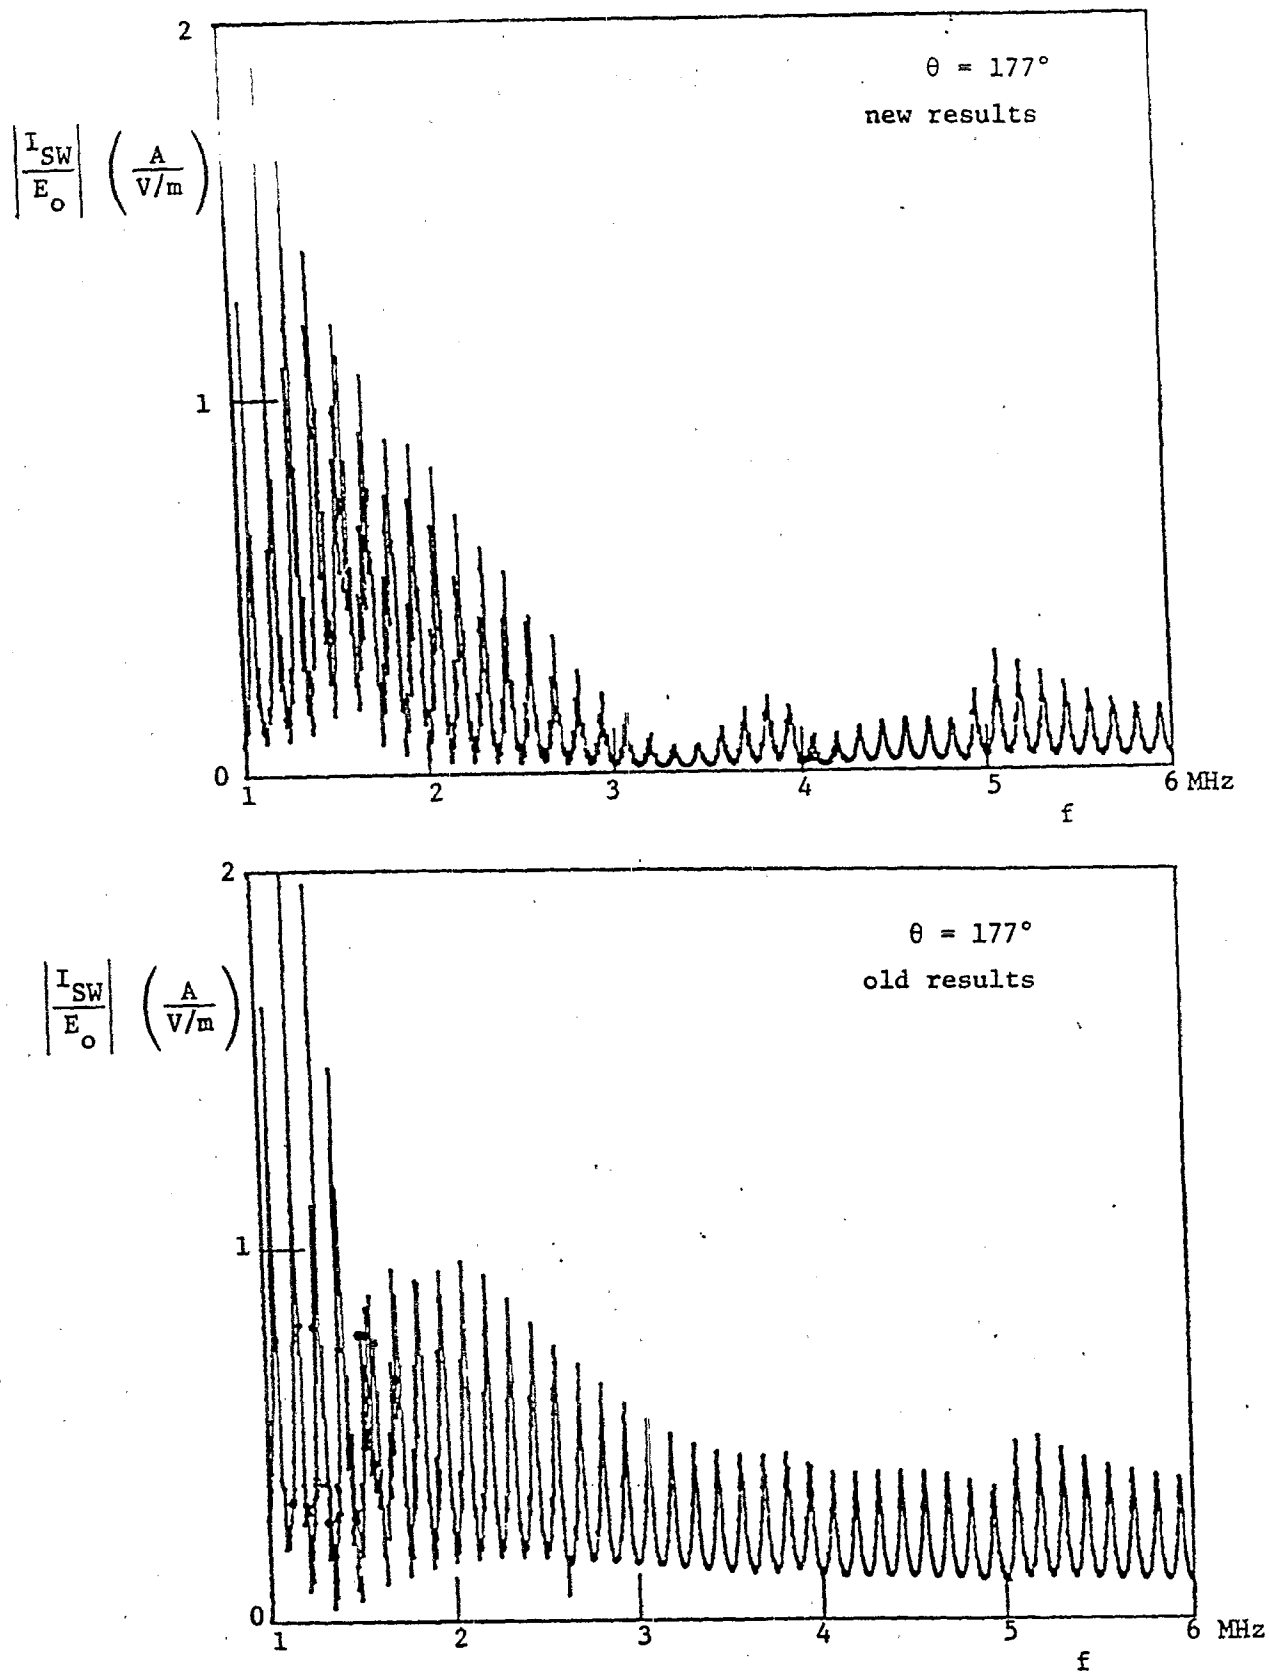 2
θ = 177°
new results
|I_SW / E_o| (A / V/m)
1
0
1 2 3 4 5 6 MHz
f
2
θ = 177°
old results
|I_SW / E_o| (A / V/m)
1
0
1 2 3 4 5 6 MHz
f